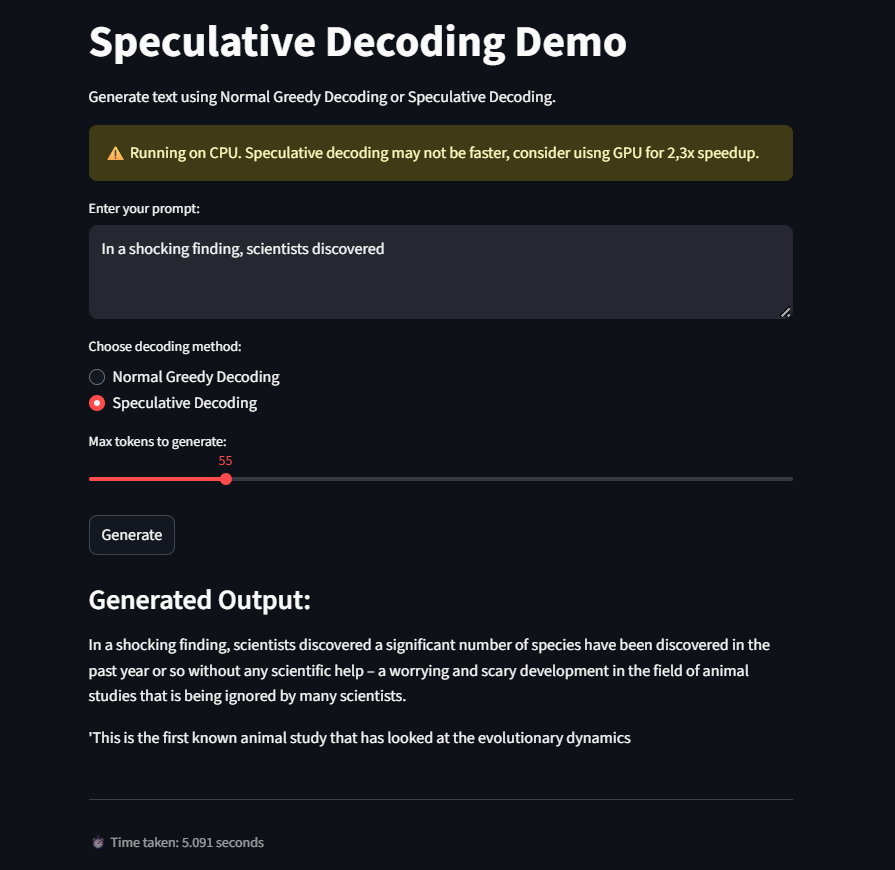 Speculative Decoding Demo
Generate text using Normal Greedy Decoding or Speculative Decoding.
Running on CPU. Speculative decoding may not be faster, consider uisng GPU for 2,3x speedup.
Enter your prompt:
In a shocking finding, scientists discovered
Choose decoding method:
Normal Greedy Decoding
Speculative Decoding
Max tokens to generate:
55
Generate
Generated Output:
In a shocking finding, scientists discovered a significant number of species have been discovered in the
past year or so without any scientific help – a worrying and scary development in the field of animal
studies that is being ignored by many scientists.
'This is the first known animal study that has looked at the evolutionary dynamics
Time taken: 5.091 seconds